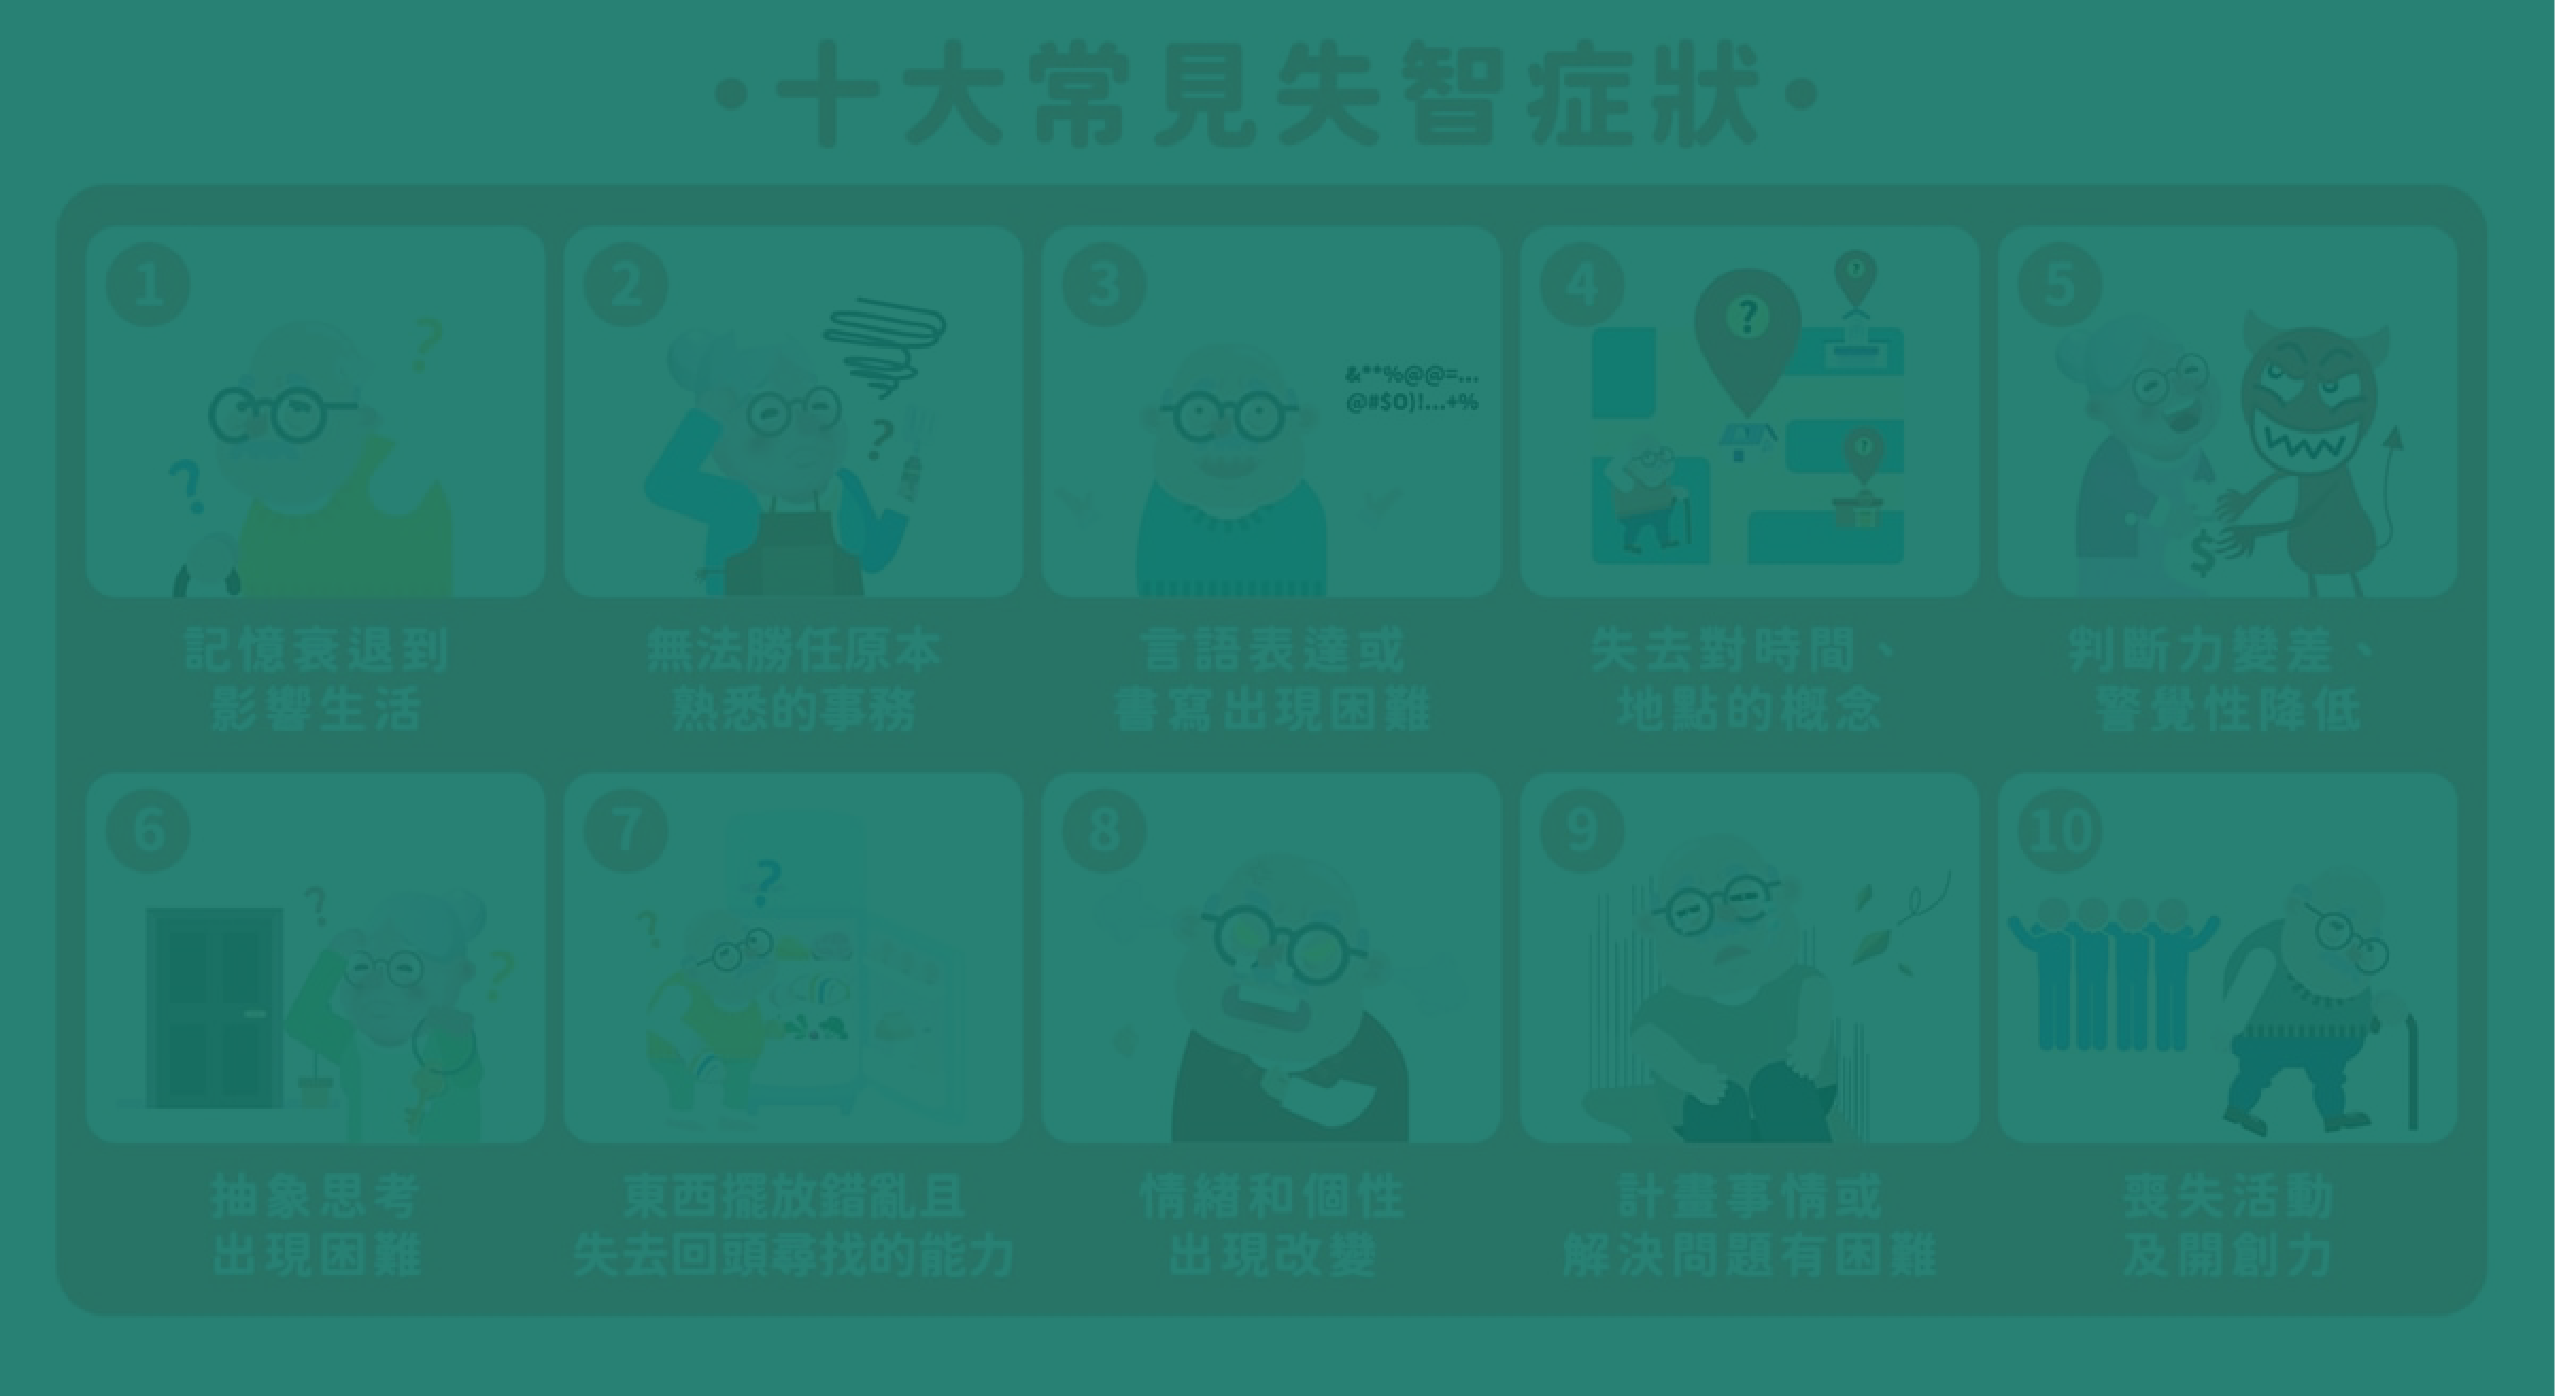 •十大常見失智症狀•
1
2
3
4
5
?
?
?
&**%@@=...
@#$O)!...+%
?
?
?
$
記憶衰退到
影響生活
無法勝任原本
熟悉的事務
言語表達或
書寫出現困難
失去對時間、
地點的概念
判斷力變差、
警覺性降低
6
7
8
9
10
?
?
?
?
抽象思考
出現困難
東西擺放錯亂且
失去回頭尋找的能力
情緒和個性
出現改變
計畫事情或
解決問題有困難
喪失活動
及開創力